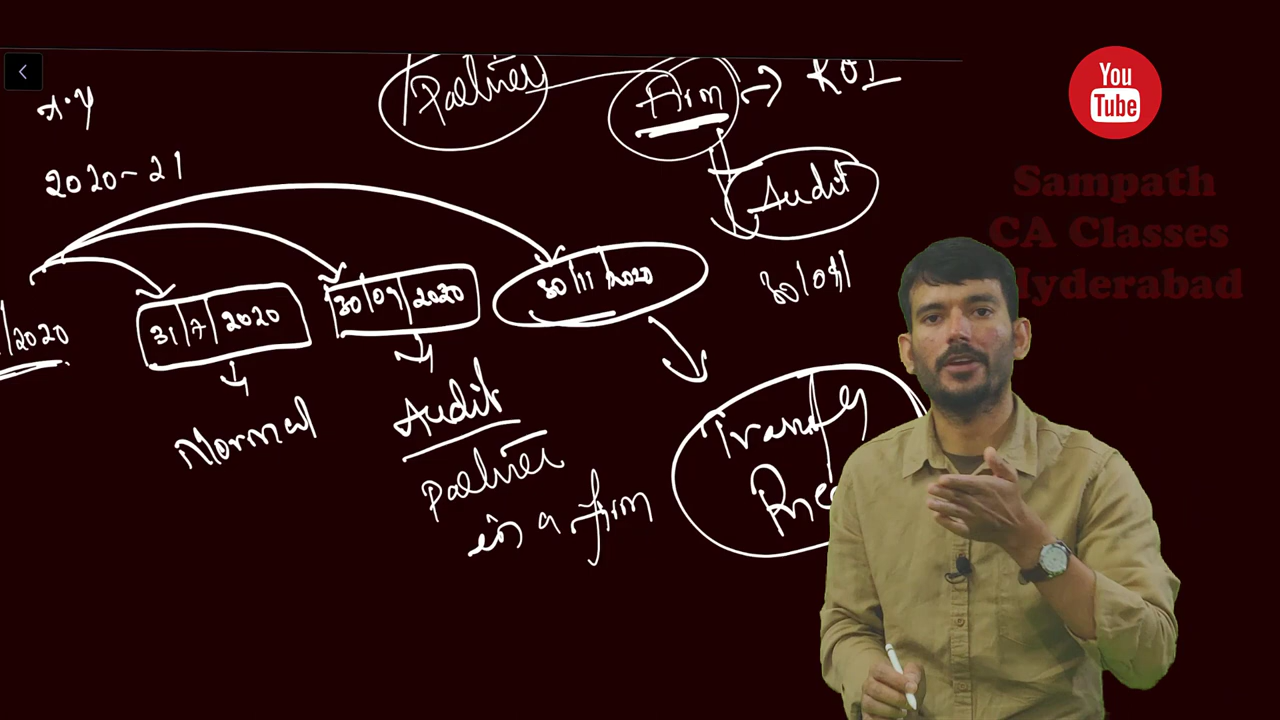 Partner
Firm → ROI
A.Y
2020-21
Audit
/2020
31/7/2020
30/09/2020
30/11/2020
30/09/
Normal
Audit
Partner
in a firm
Transfer
You
Tube
Sampath
CA Classes
Hyderabad